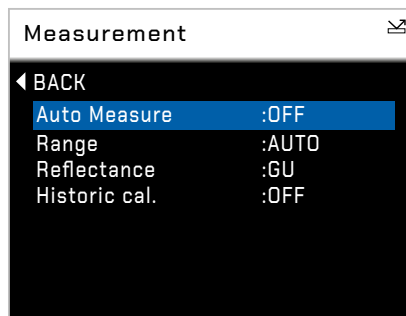 Measurement
BACK
Auto Measure :OFF
Range :AUTO
Reflectance :GU
Historic cal. :OFF